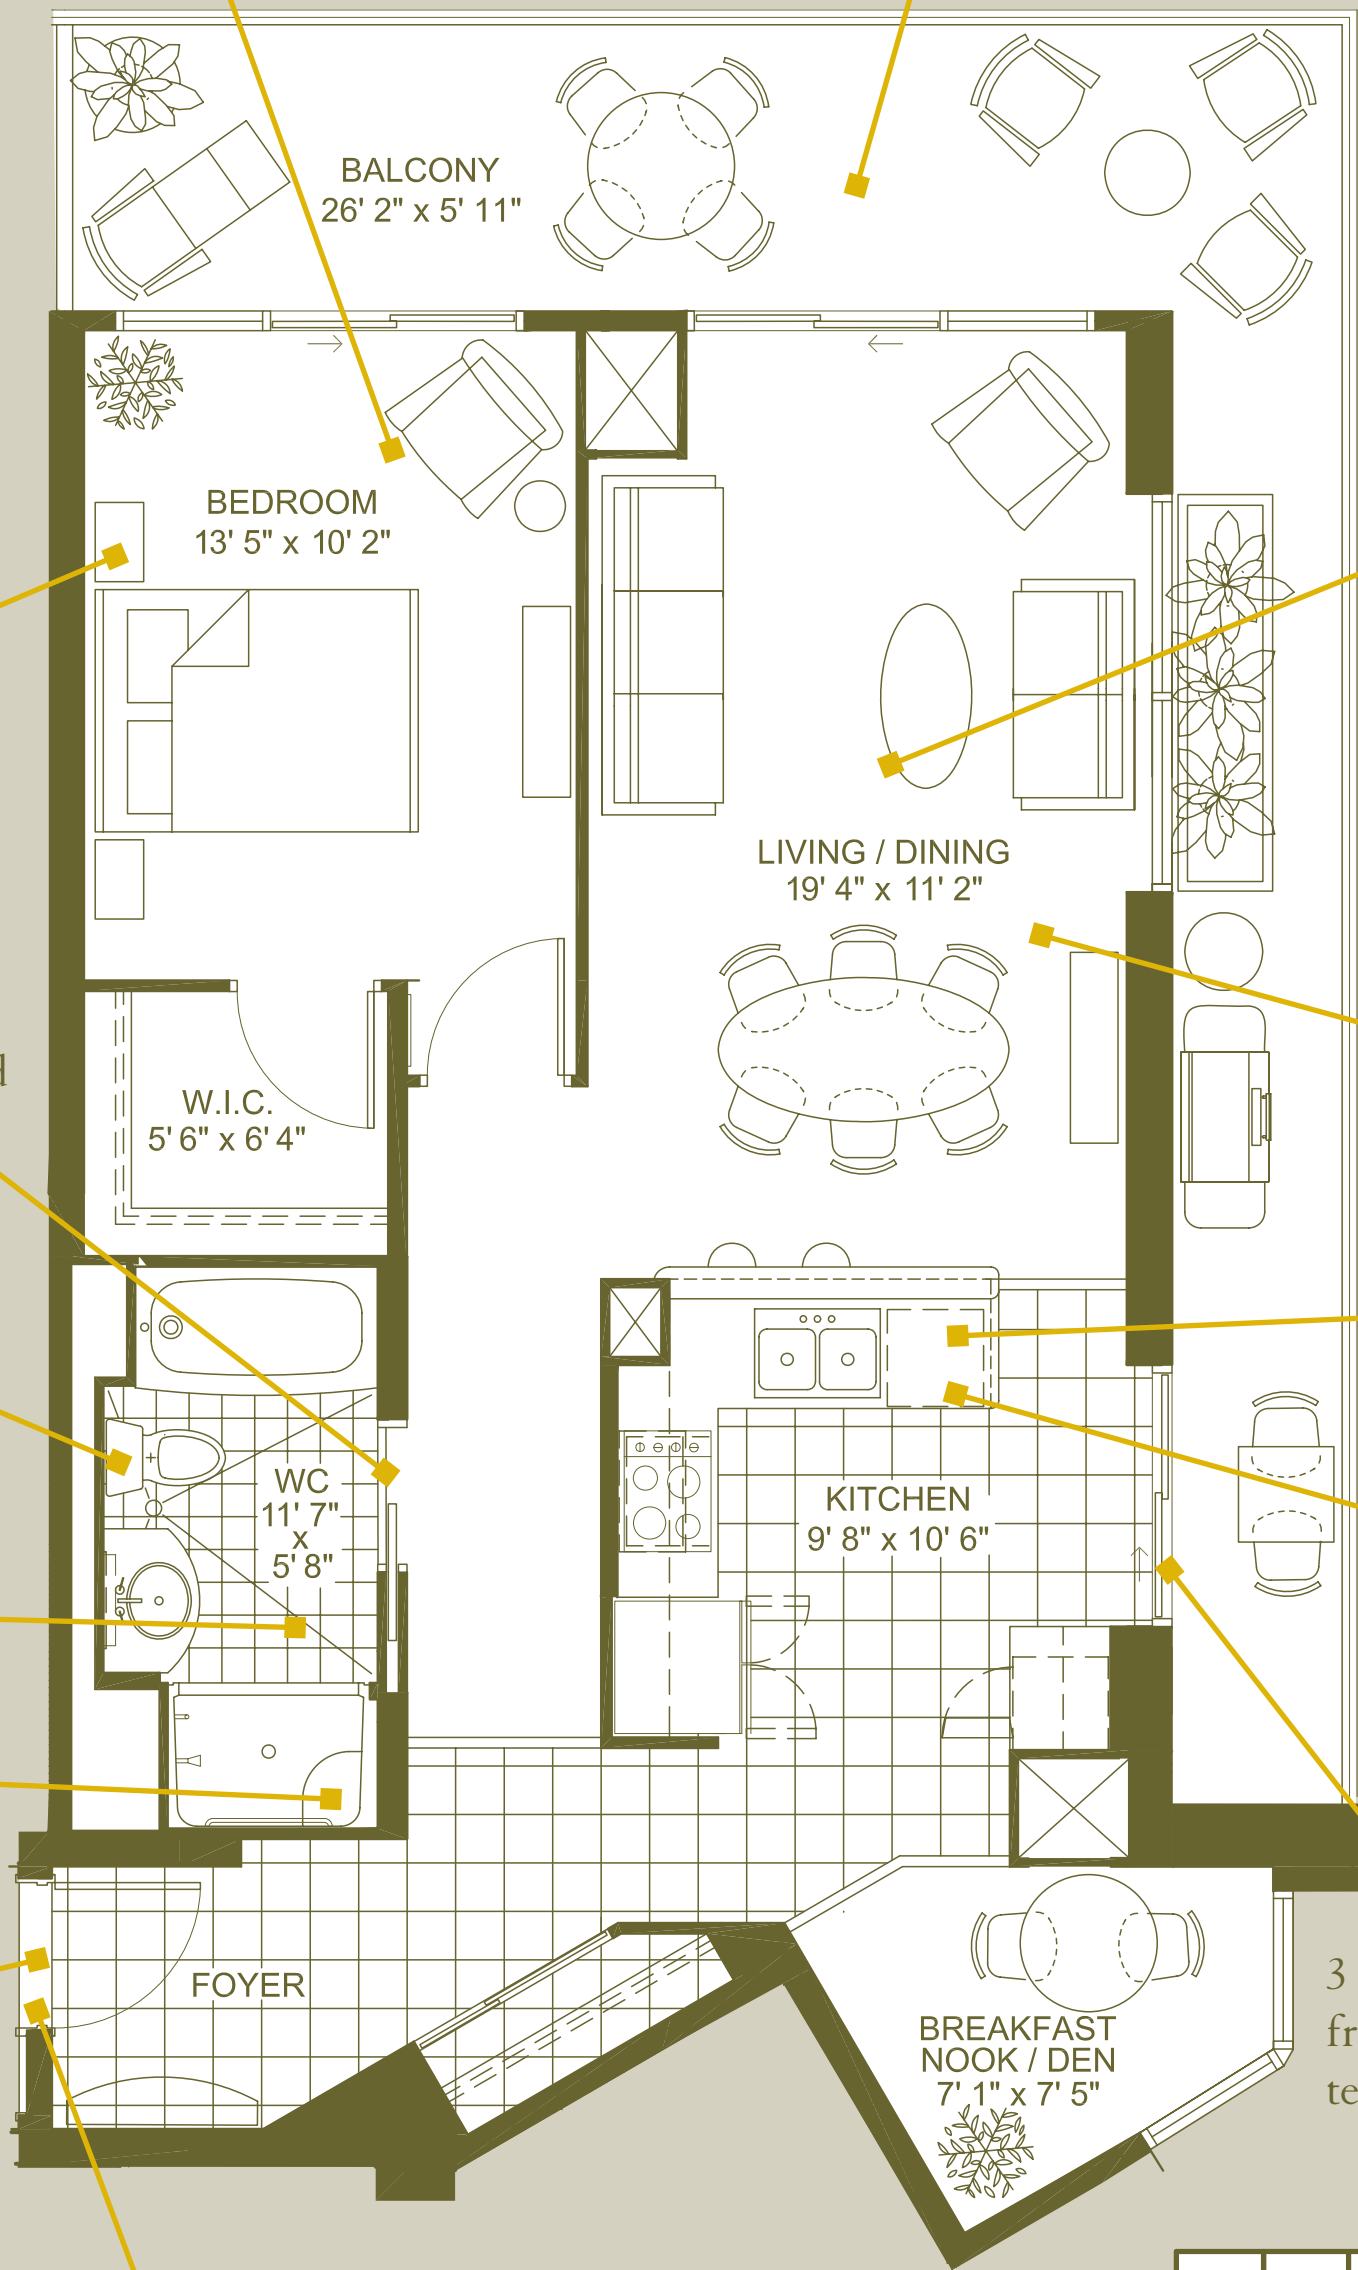 BALCONY
26' 2" x 5' 11"
BEDROOM
13' 5" x 10' 2"
LIVING / DINING
19' 4" x 11' 2"
W.I.C.
5' 6" x 6' 4"
WC
11' 7"
x
5' 8"
KITCHEN
9' 8" x 10' 6"
FOYER
BREAKFAST
NOOK / DEN
7' 1" x 7' 5"
3